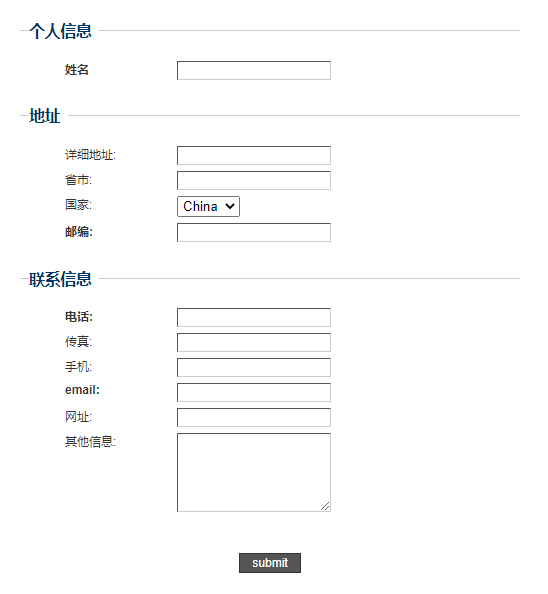 个人信息
姓名
地址
详细地址:
省市:
国家: China
邮编:
联系信息
电话:
传真:
手机:
email:
网址:
其他信息:
submit